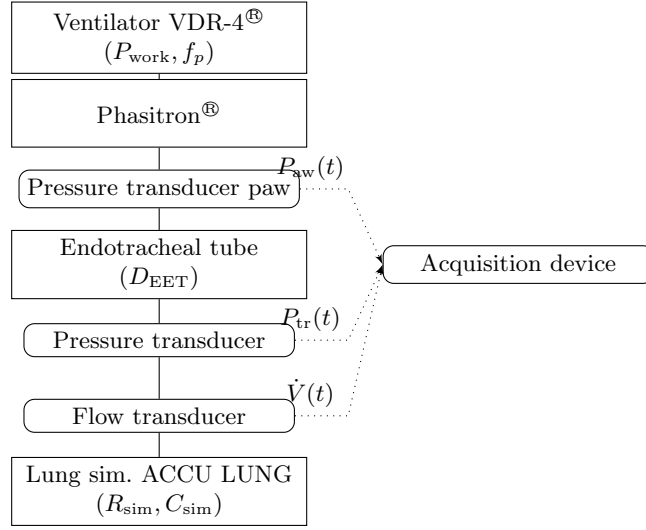 Ventilator VDR-4®
(P_work, f_p)
Phasitron®
P_aw(t)
Pressure transducer paw
Endotracheal tube
(D_EET)
Acquisition device
P_tr(t)
Pressure transducer
V̇(t)
Flow transducer
Lung sim. ACCU LUNG
(R_sim, C_sim)